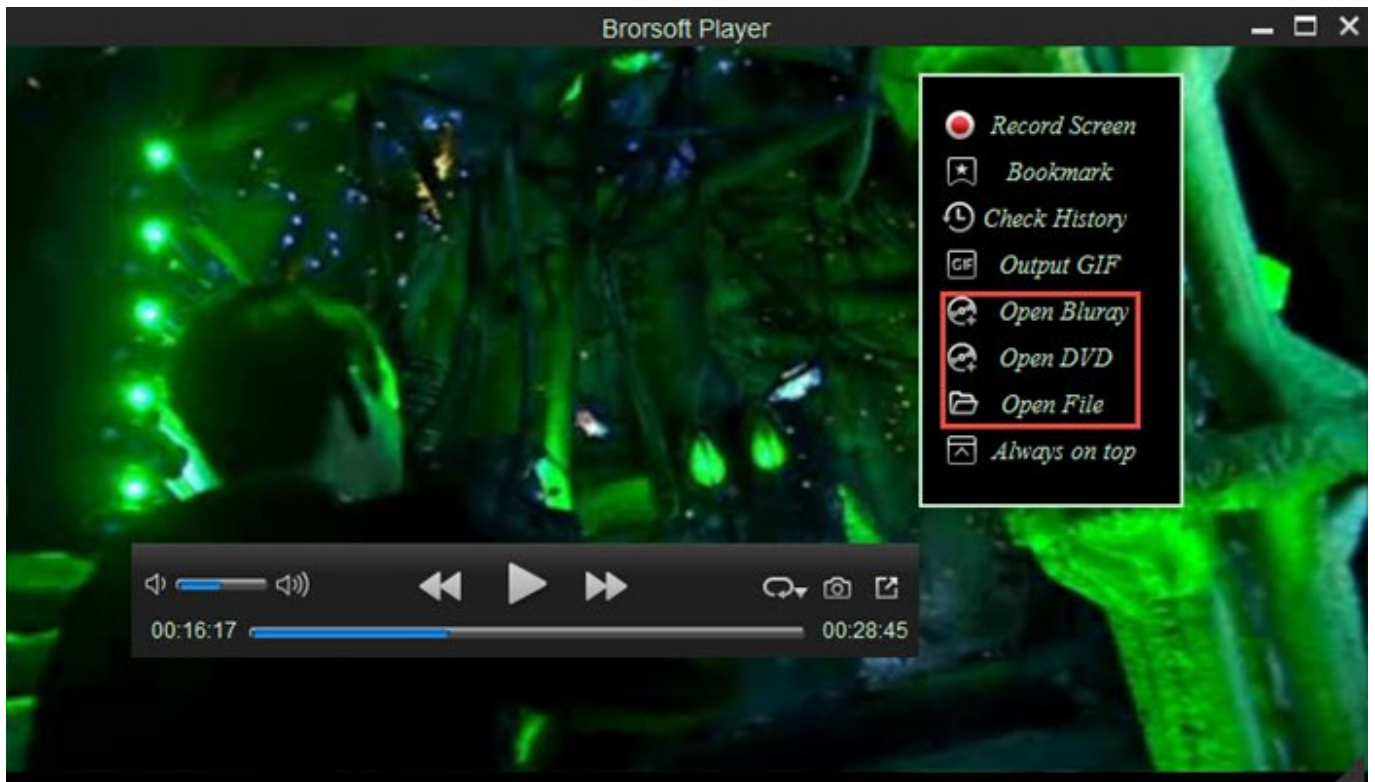 Brorsoft Player
Record Screen
Bookmark
Check History
GIF Output GIF
Open Bluray
Open DVD
Open File
Always on top
00:16:17 00:28:45